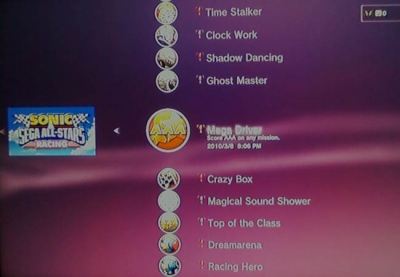 Time Stalker
0
Clock Work
Shadow Dancing
Ghost Master
SONIC
SEGA ALL-STARS
RACING
AAA
Mega Driver
Score AAA on any mission.
2010/3/8 8:06 PM
Crazy Box
Magical Sound Shower
Top of the Class
Dreamarena
Racing Hero